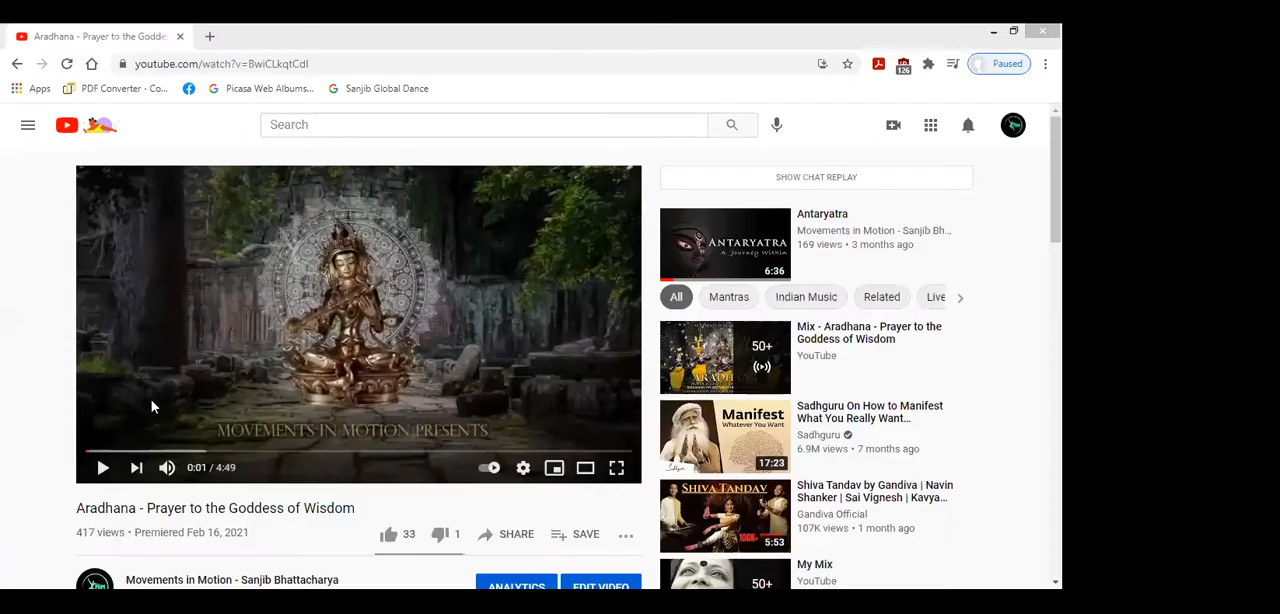 Aradhana - Prayer to the Godde
youtube.com/watch?v=BwiCLkqtCdI
126
Paused
Apps
PDF Converter - Co...
Picasa Web Albums...
Sanjib Global Dance
Search
MOVEMENTS IN MOTION PRESENTS
0:01 / 4:49
Aradhana - Prayer to the Goddess of Wisdom
417 views • Premiered Feb 16, 2021
33
1
SHARE
SAVE
Movements in Motion - Sanjib Bhattacharya
ANALYTICS
EDIT VIDEO
SHOW CHAT REPLAY
ANTARYATRA
A Journey Within
6:36
Antaryatra
Movements in Motion - Sanjib Bh...
169 views • 3 months ago
All
Mantras
Indian Music
Related
Live
50+
Mix - Aradhana - Prayer to the
Goddess of Wisdom
YouTube
Manifest
Whatever You Want
17:23
Sadhguru On How to Manifest
What You Really Want...
Sadhguru
6.9M views • 7 months ago
SHIVA TANDAV
5:53
Shiva Tandav by Gandiva | Navin
Shanker | Sai Vignesh | Kavya...
Gandiva Official
107K views • 1 month ago
50+
My Mix
YouTube